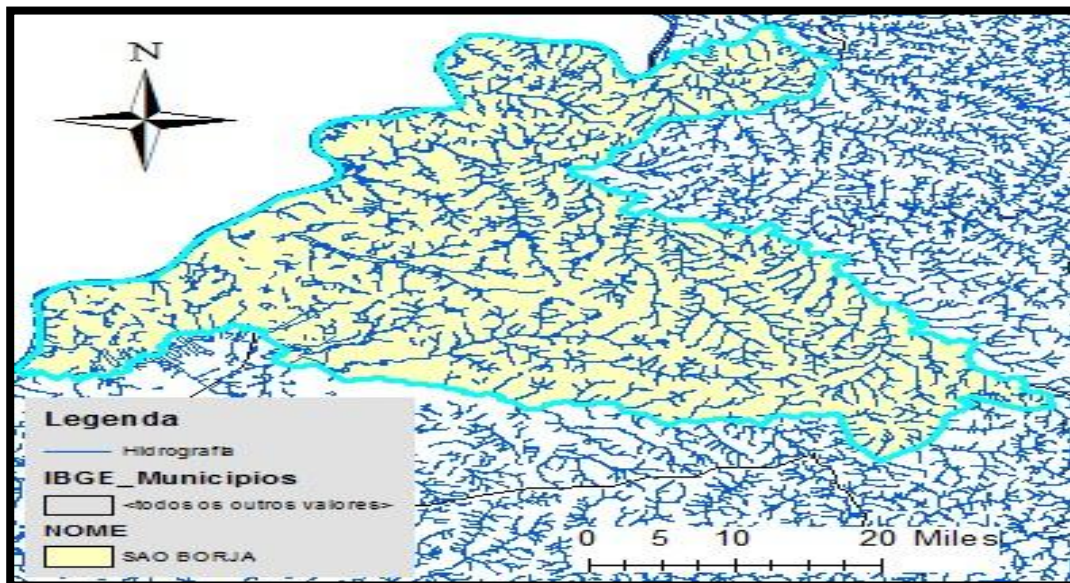 N
Legenda
Hidrografia
IBGE_Municipios
<todos os outros valores>
NOME
SAO BORJA
0 5 10 20 Miles